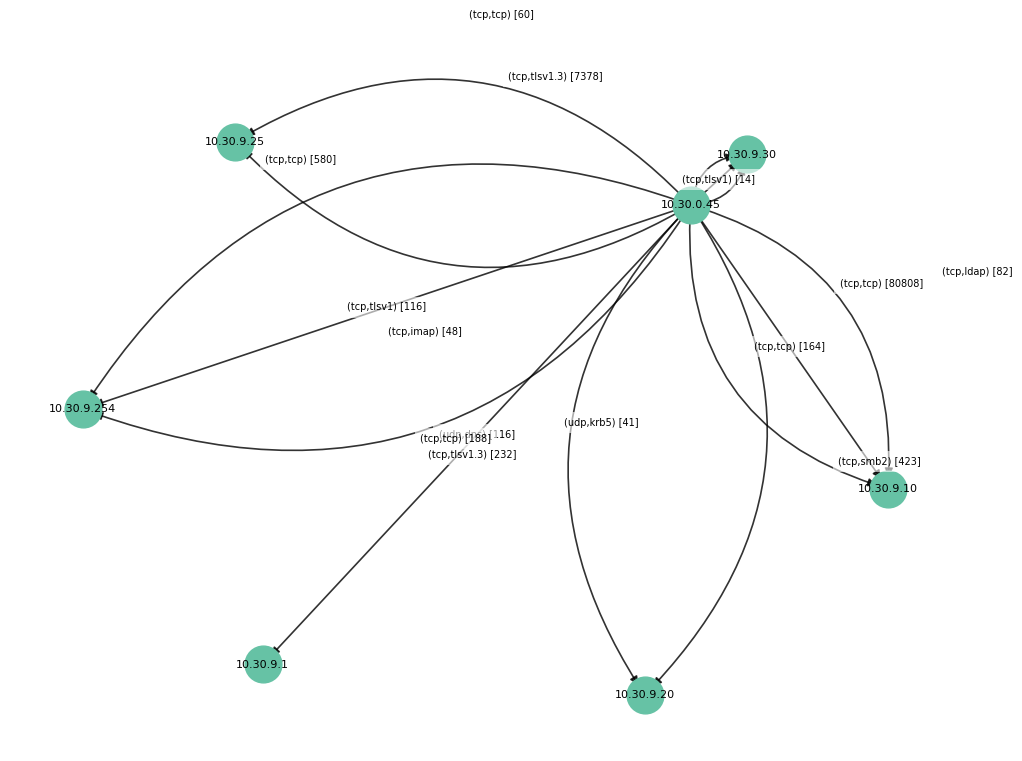 (tcp,tcp) [60]
(tcp,tlsv1.3) [7378]
10.30.9.25
(tcp,tcp) [580]
10.30.9.30
(tcp,tlsv1) [14]
10.30.0.45
(tcp,ldap) [82]
(tcp,tcp) [80808]
(tcp,tlsv1) [116]
(tcp,imap) [48]
(tcp,tcp) [164]
10.30.9.254
(udp,krb5) [41]
(udp,dns) [116]
(tcp,tcp) [188]
(tcp,tlsv1.3) [232]
(tcp,smb2) [423]
10.30.9.10
10.30.9.1
10.30.9.20